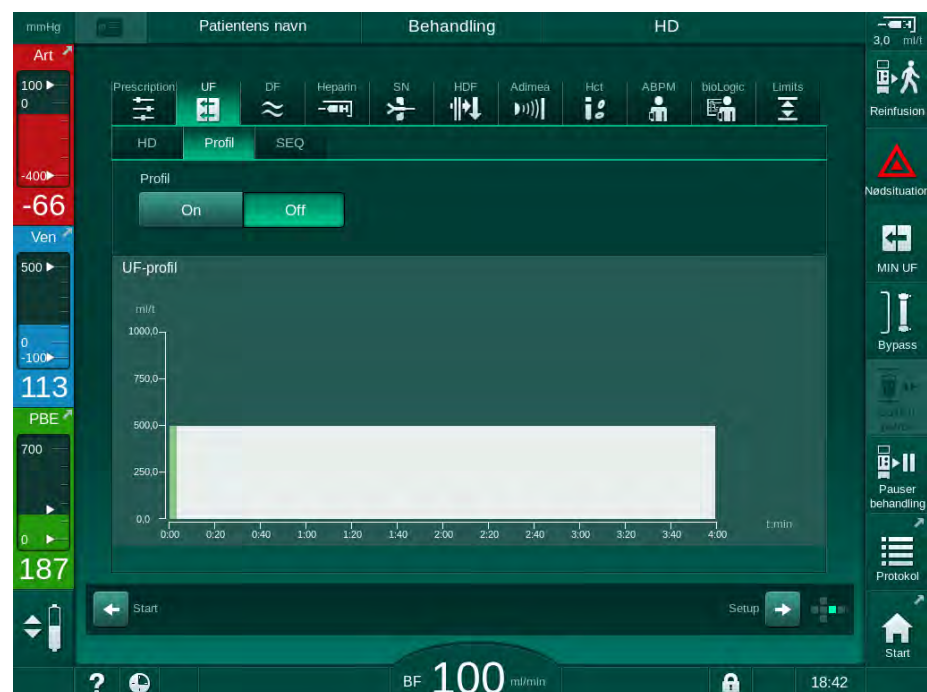 mmHg
Patientens navn
Behandling
HD
3,0 ml/t
Art
100
0
-400
-66
Ven
500
0
-100
113
PBE
700
0
187
Prescription UF DF Heparin SN HDF Adimea Hct ABPM bioLogic Limits
HD Profil SEQ
Profil
On Off
UF-profil
ml/t
1000,0
750,0
500,0
250,0
0,0
0:00 0:20 0:40 1:00 1:20 1:40 2:00 2:20 2:40 3:00 3:20 3:40 4:00
t:min
Start
Setup
Reinfusion
Nødsituation
MIN UF
Bypass
Pauser
behandling
Protokol
Start
?
BF 100 ml/min
18:42